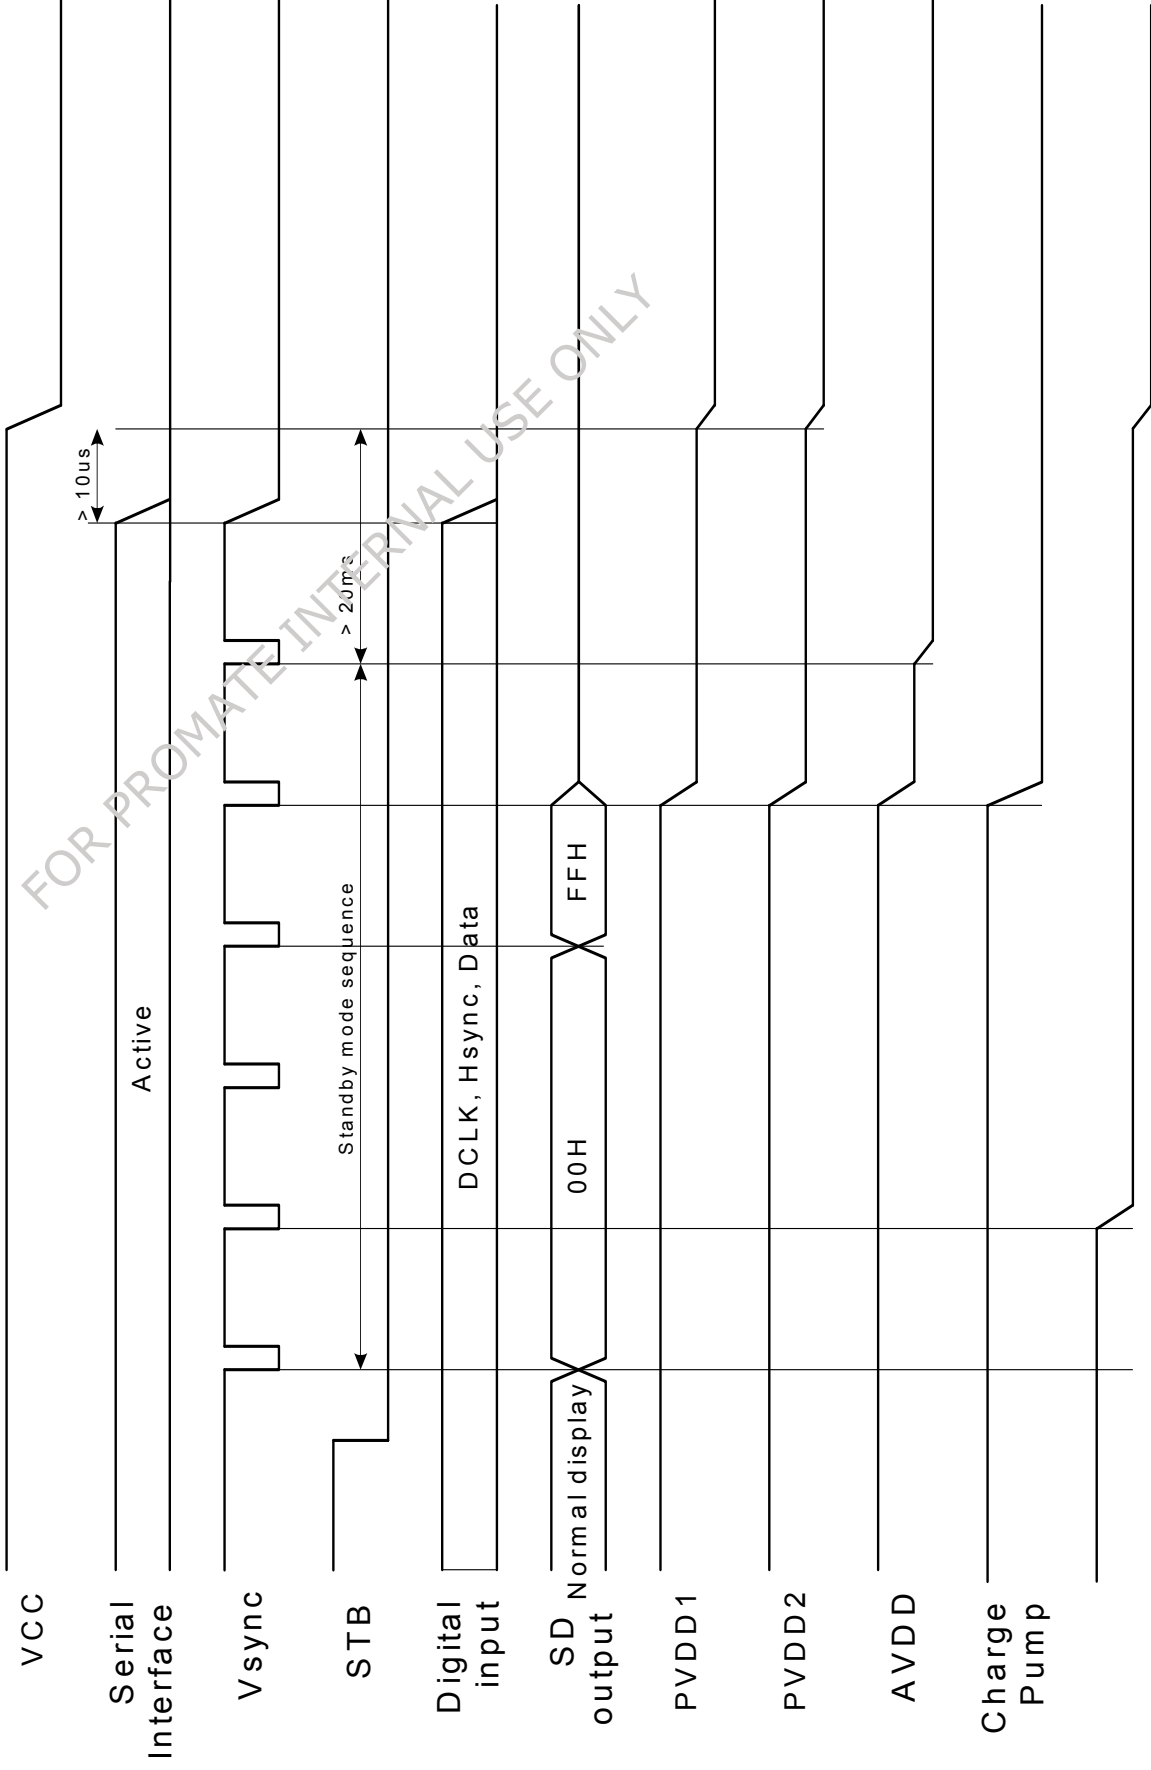 VCC
> 10us
Serial
Interface
Active
Vsync
STB
Standby mode sequence
> 20ms
Digital
input
DCLK, Hsync, Data
SD
output
Normal display
00H
FFH
PVDD1
PVDD2
AVDD
Charge
Pump
FOR PROMATE INTERNAL USE ONLY